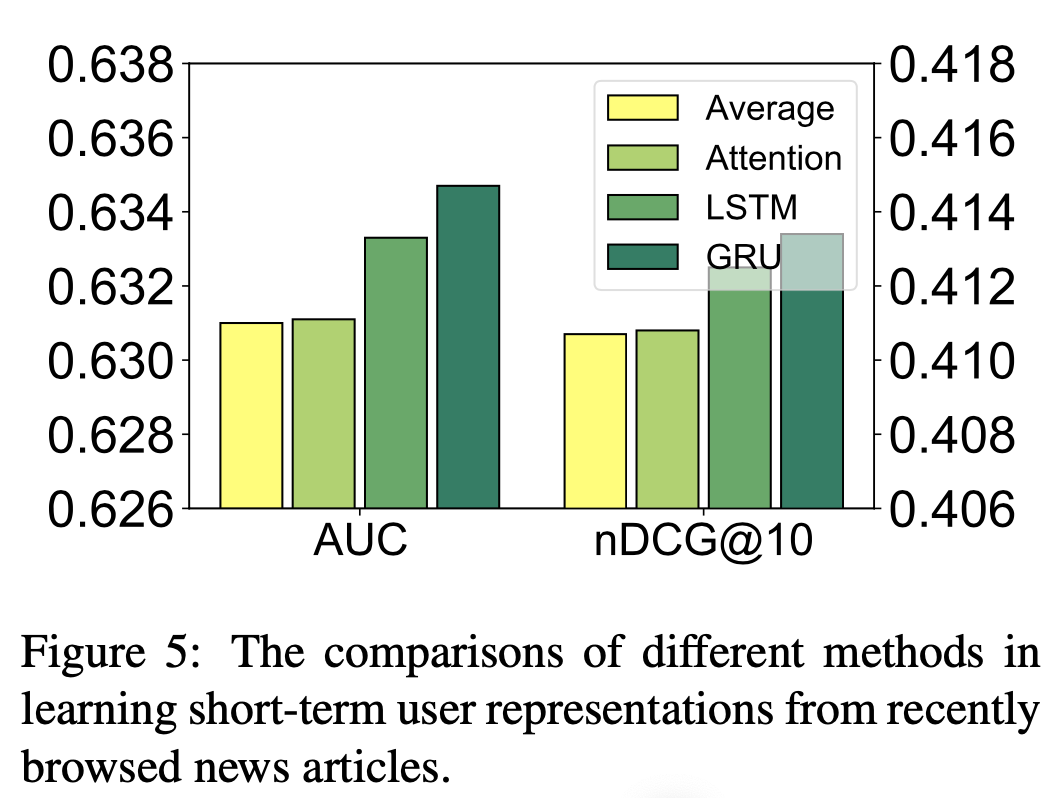 0.638
0.636
0.634
0.632
0.630
0.628
0.626
0.418
0.416
0.414
0.412
0.410
0.408
0.406
Average
Attention
LSTM
GRU
AUC
nDCG@10
Figure 5: The comparisons of different methods in
learning short-term user representations from recently
browsed news articles.